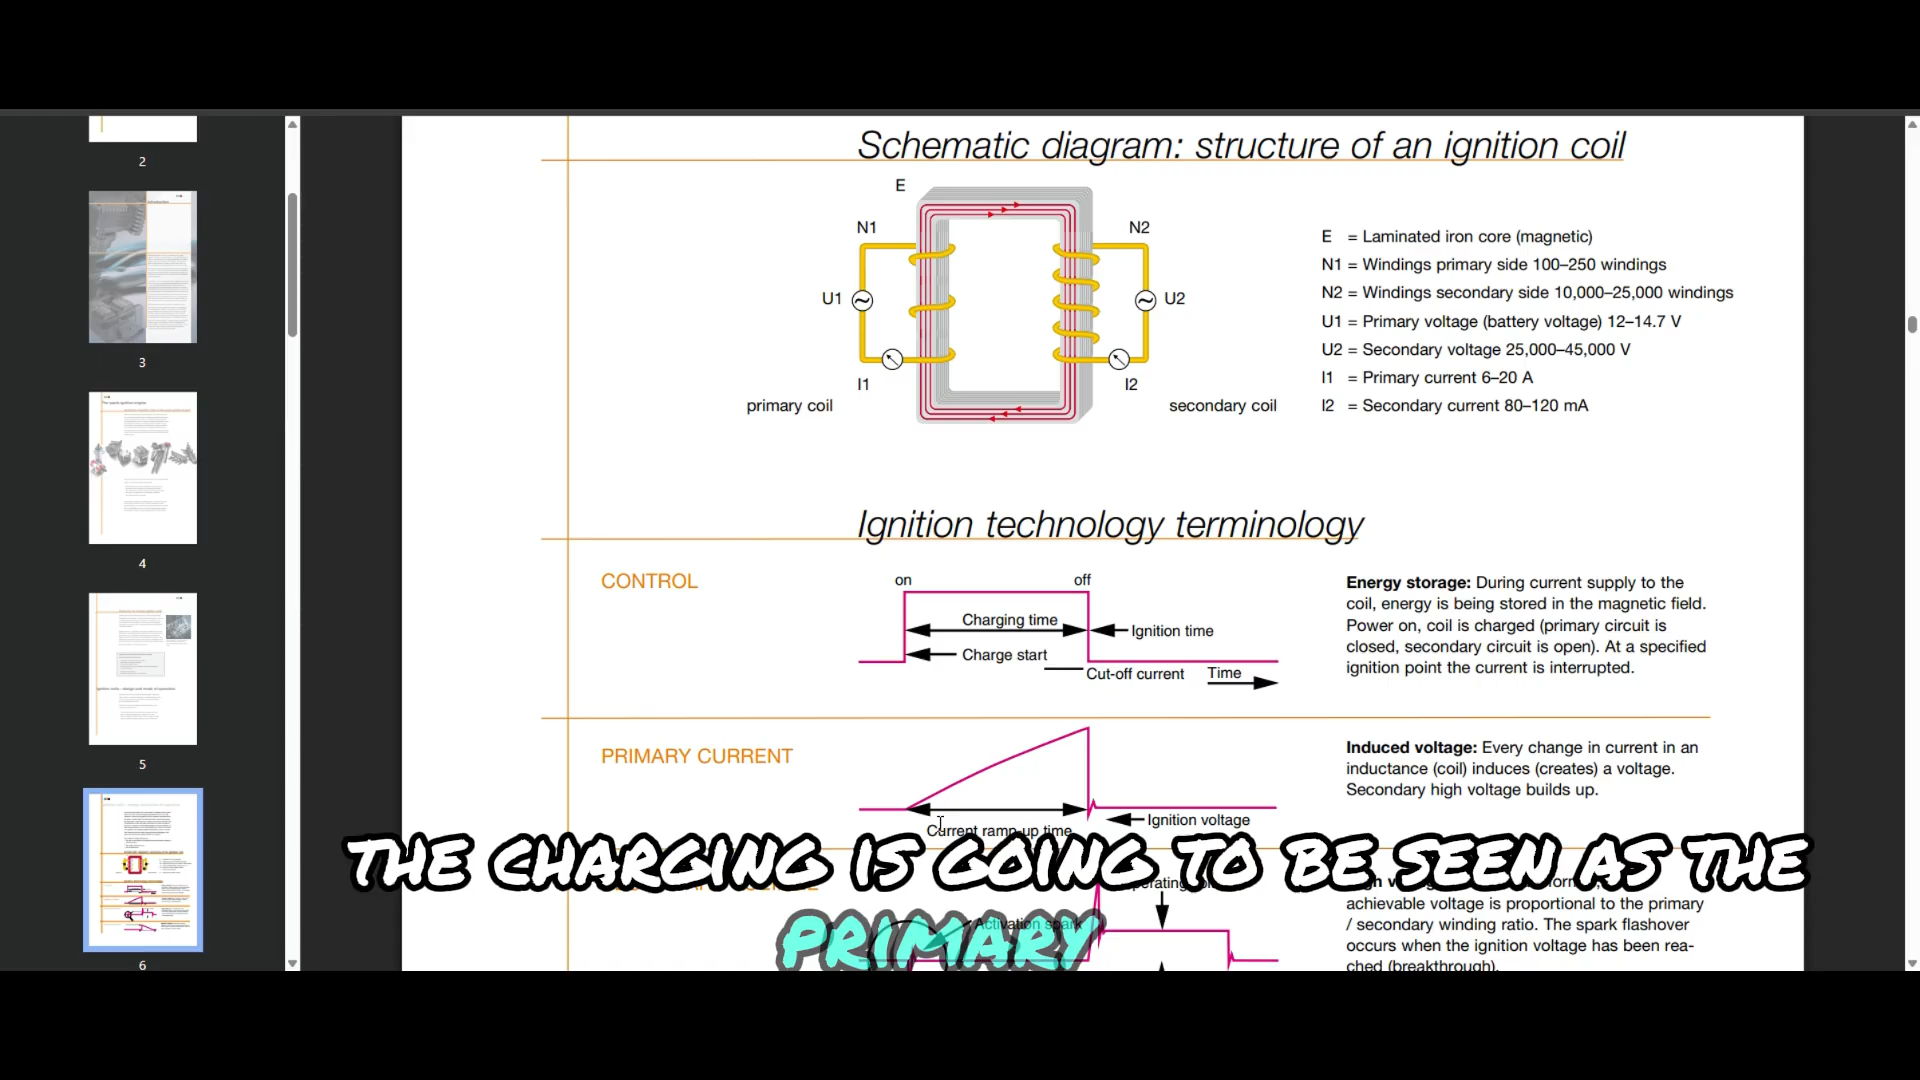 2
3
4
5
6
Schematic diagram: structure of an ignition coil
E
N1
N2
U1
U2
I1
I2
primary coil
secondary coil
E = Laminated iron core (magnetic)
N1 = Windings primary side 100–250 windings
N2 = Windings secondary side 10,000–25,000 windings
U1 = Primary voltage (battery voltage) 12–14.7 V
U2 = Secondary voltage 25,000–45,000 V
I1 = Primary current 6–20 A
I2 = Secondary current 80–120 mA
Ignition technology terminology
CONTROL
on
off
Charging time
Ignition time
Charge start
Cut-off current
Time
Energy storage: During current supply to the
coil, energy is being stored in the magnetic field.
Power on, coil is charged (primary circuit is
closed, secondary circuit is open). At a specified
ignition point the current is interrupted.
PRIMARY CURRENT
Current ramp-up time
Ignition voltage
Induced voltage: Every change in current in an
inductance (coil) induces (creates) a voltage.
Secondary high voltage builds up.
Activation spark
achievable voltage is proportional to the primary
/ secondary winding ratio. The spark flashover
occurs when the ignition voltage has been rea-
ched (breakthrough).
THE CHARGING IS GOING TO BE SEEN AS THE
PRIMARY